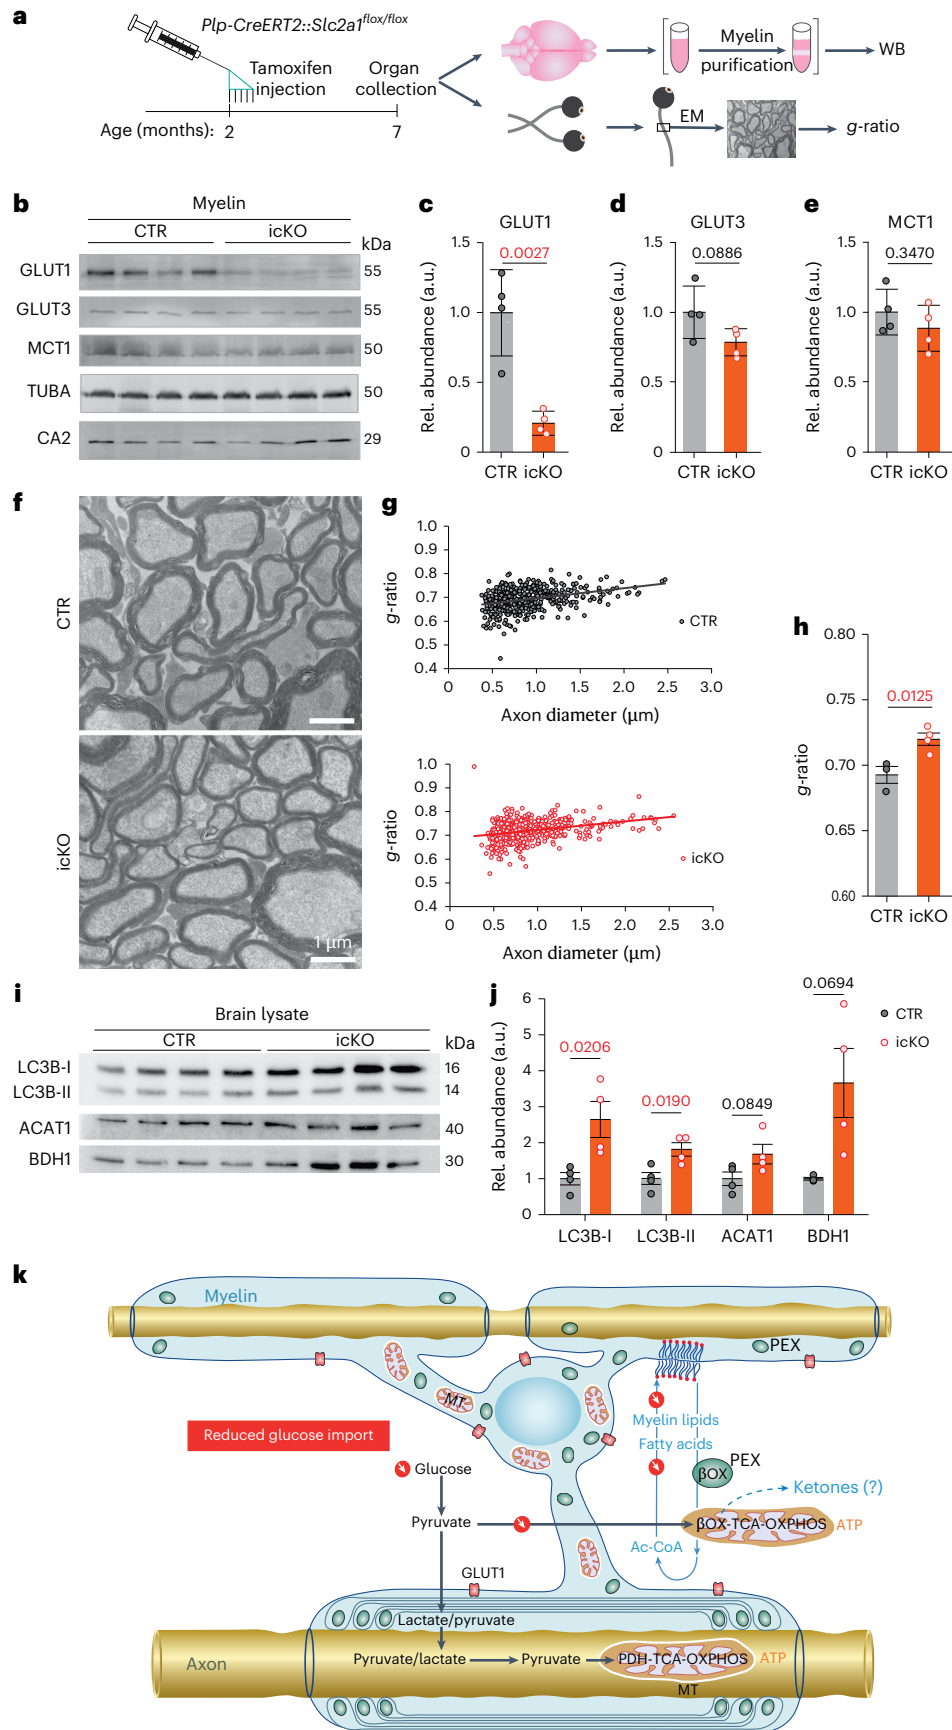 a
Plp-CreERT2::Slc2a1flox/flox
Tamoxifen
injection
Organ
collection
Age (months): 2
7
Myelin
purification
WB
EM
g-ratio
b
Myelin
CTR
icKO
kDa
GLUT1
55
GLUT3
55
MCT1
50
TUBA
50
CA2
29
c
GLUT1
0.0027
Rel. abundance (a.u.)
1.5
1.0
0.5
0
CTR icKO
d
GLUT3
0.0886
Rel. abundance (a.u.)
1.5
1.0
0.5
0
CTR icKO
e
MCT1
0.3470
Rel. abundance (a.u.)
1.5
1.0
0.5
0
CTR icKO
f
CTR
icKO
1 µm
g
g-ratio
1.0
0.9
0.8
0.7
0.6
0.5
0.4
CTR
0 0.5 1.0 1.5 2.0 2.5 3.0
Axon diameter (µm)
g-ratio
1.0
0.9
0.8
0.7
0.6
0.5
0.4
icKO
0 0.5 1.0 1.5 2.0 2.5 3.0
Axon diameter (µm)
h
g-ratio
0.80
0.75
0.70
0.65
0.60
0.0125
CTR icKO
i
Brain lysate
CTR
icKO
kDa
LC3B-I
16
LC3B-II
14
ACAT1
40
BDH1
30
j
Rel. abundance (a.u.)
6
5
4
3
2
1
0
0.0206
0.0190
0.0849
0.0694
CTR
icKO
LC3B-I LC3B-II ACAT1 BDH1
k
Myelin
PEX
MT
Reduced glucose import
Myelin lipids
Fatty acids
Glucose
PEX
βOX
Ketones (?)
Pyruvate
βOX-TCA-OXPHOS
ATP
Ac-CoA
GLUT1
Lactate/pyruvate
Axon
Pyruvate/lactate
Pyruvate
PDH-TCA-OXPHOS
ATP
MT